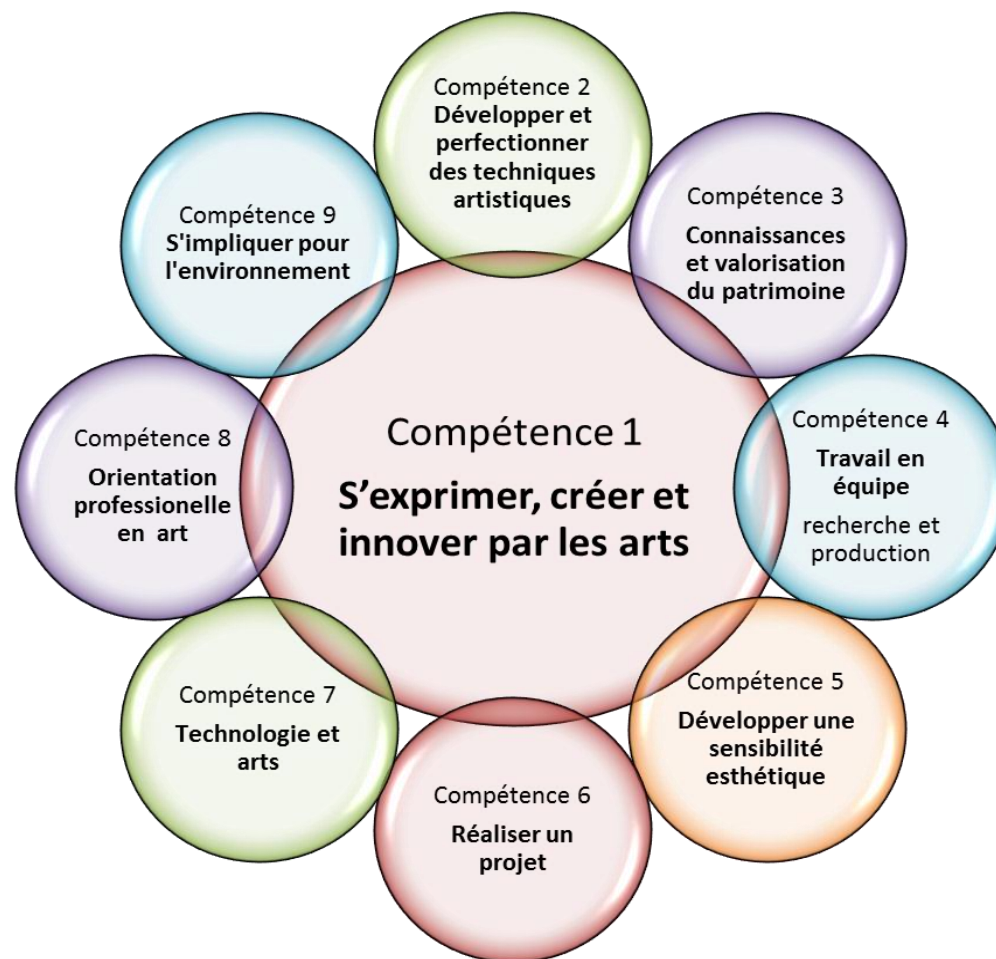 Compétence 1
S’exprimer, créer et
innover par les arts
Compétence 2
Développer et
perfectionner
des techniques
artistiques
Compétence 3
Connaissances
et valorisation
du patrimoine
Compétence 4
Travail en
équipe
recherche et
production
Compétence 5
Développer une
sensibilité
esthétique
Compétence 6
Réaliser un
projet
Compétence 7
Technologie et
arts
Compétence 8
Orientation
professionelle
en art
Compétence 9
S'impliquer pour
l'environnement